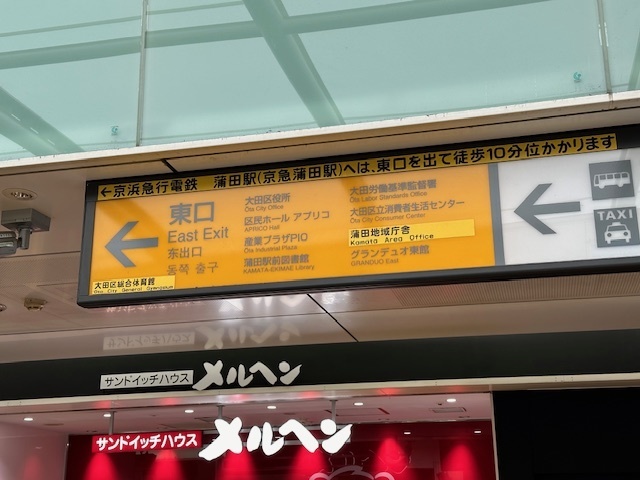 ←京浜急行電鉄 蒲田駅(京急蒲田駅)へは、東口を出て徒歩10分位かかります
東口
East Exit
东出口
동쪽 출구
大田区総合体育館
Ota City General Gymnasium
大田区役所
Ota City Office
区民ホール アプリコ
APRICO Hall
産業プラザPIO
Ota Industrial Plaza
蒲田駅前図書館
KAMATA-EKIMAE Library
大田労働基準監督署
Ota Labor Standards Office
大田区立消費者生活センター
Ota City Consumer Center
蒲田地域庁舎
Kamata Area Office
グランデュオ東館
GRANDUO East
TAXI
サンドイッチハウス メルヘン
サンドイッチハウス メルヘン